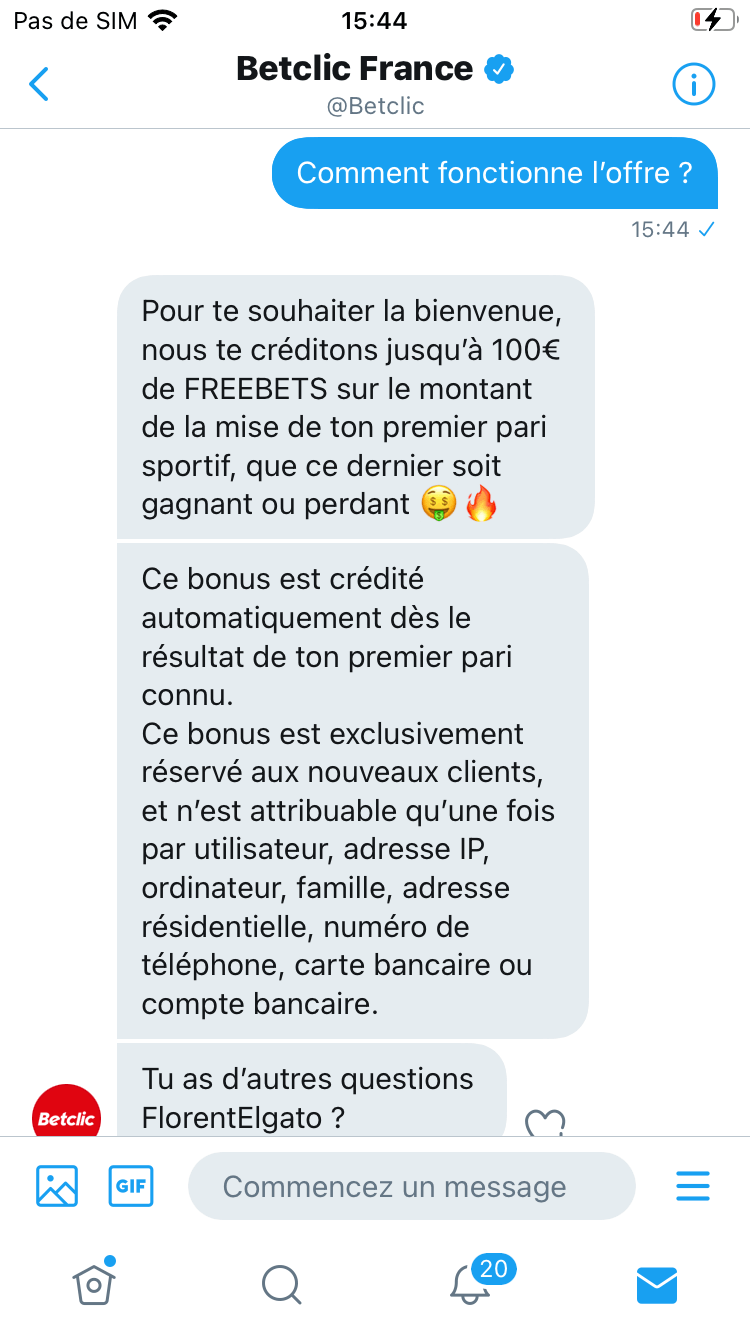 Pas de SIM 15:44
Betclic France
@Betclic
Comment fonctionne l’offre ?
15:44
Pour te souhaiter la bienvenue,
nous te créditons jusqu’à 100€
de FREEBETS sur le montant
de la mise de ton premier pari
sportif, que ce dernier soit
gagnant ou perdant 🤑🔥
Ce bonus est crédité
automatiquement dès le
résultat de ton premier pari
connu.
Ce bonus est exclusivement
réservé aux nouveaux clients,
et n’est attribuable qu’une fois
par utilisateur, adresse IP,
ordinateur, famille, adresse
résidentielle, numéro de
téléphone, carte bancaire ou
compte bancaire.
Tu as d’autres questions
FlorentElgato ?
Betclic
GIF
Commencez un message
20